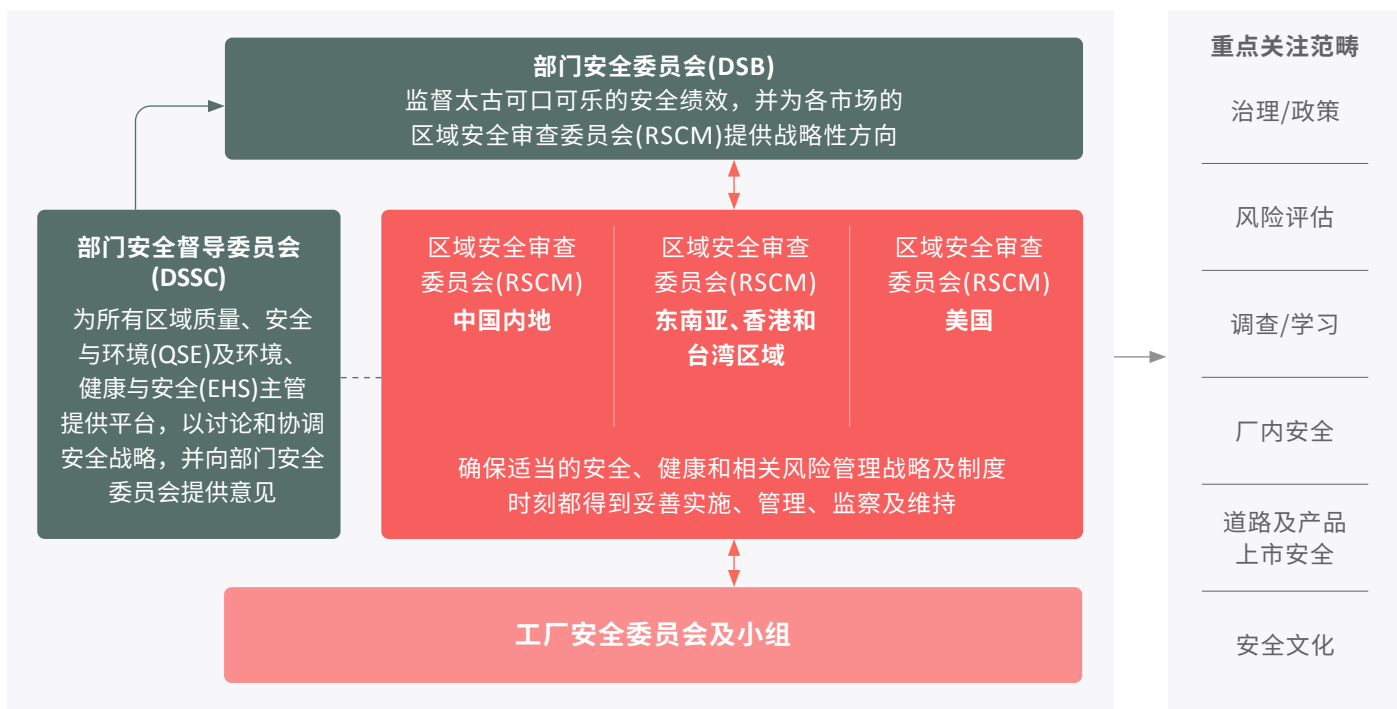 部门安全委员会(DSB)
监督太古可口可乐的安全绩效，并为各市场的
区域安全审查委员会(RSCM)提供战略性方向
部门安全督导委员会
(DSSC)
为所有区域质量、安全
与环境(QSE)及环境、
健康与安全(EHS)主管
提供平台，以讨论和协调
安全战略，并向部门安全
委员会提供意见
区域安全审查
委员会(RSCM)
中国内地
区域安全审查
委员会(RSCM)
东南亚、香港和
台湾区域
区域安全审查
委员会(RSCM)
美国
确保适当的安全、健康和相关风险管理战略及制度
时刻都得到妥善实施、管理、监察及维持
工厂安全委员会及小组
重点关注范畴
治理/政策
风险评估
调查/学习
厂内安全
道路及产品
上市安全
安全文化